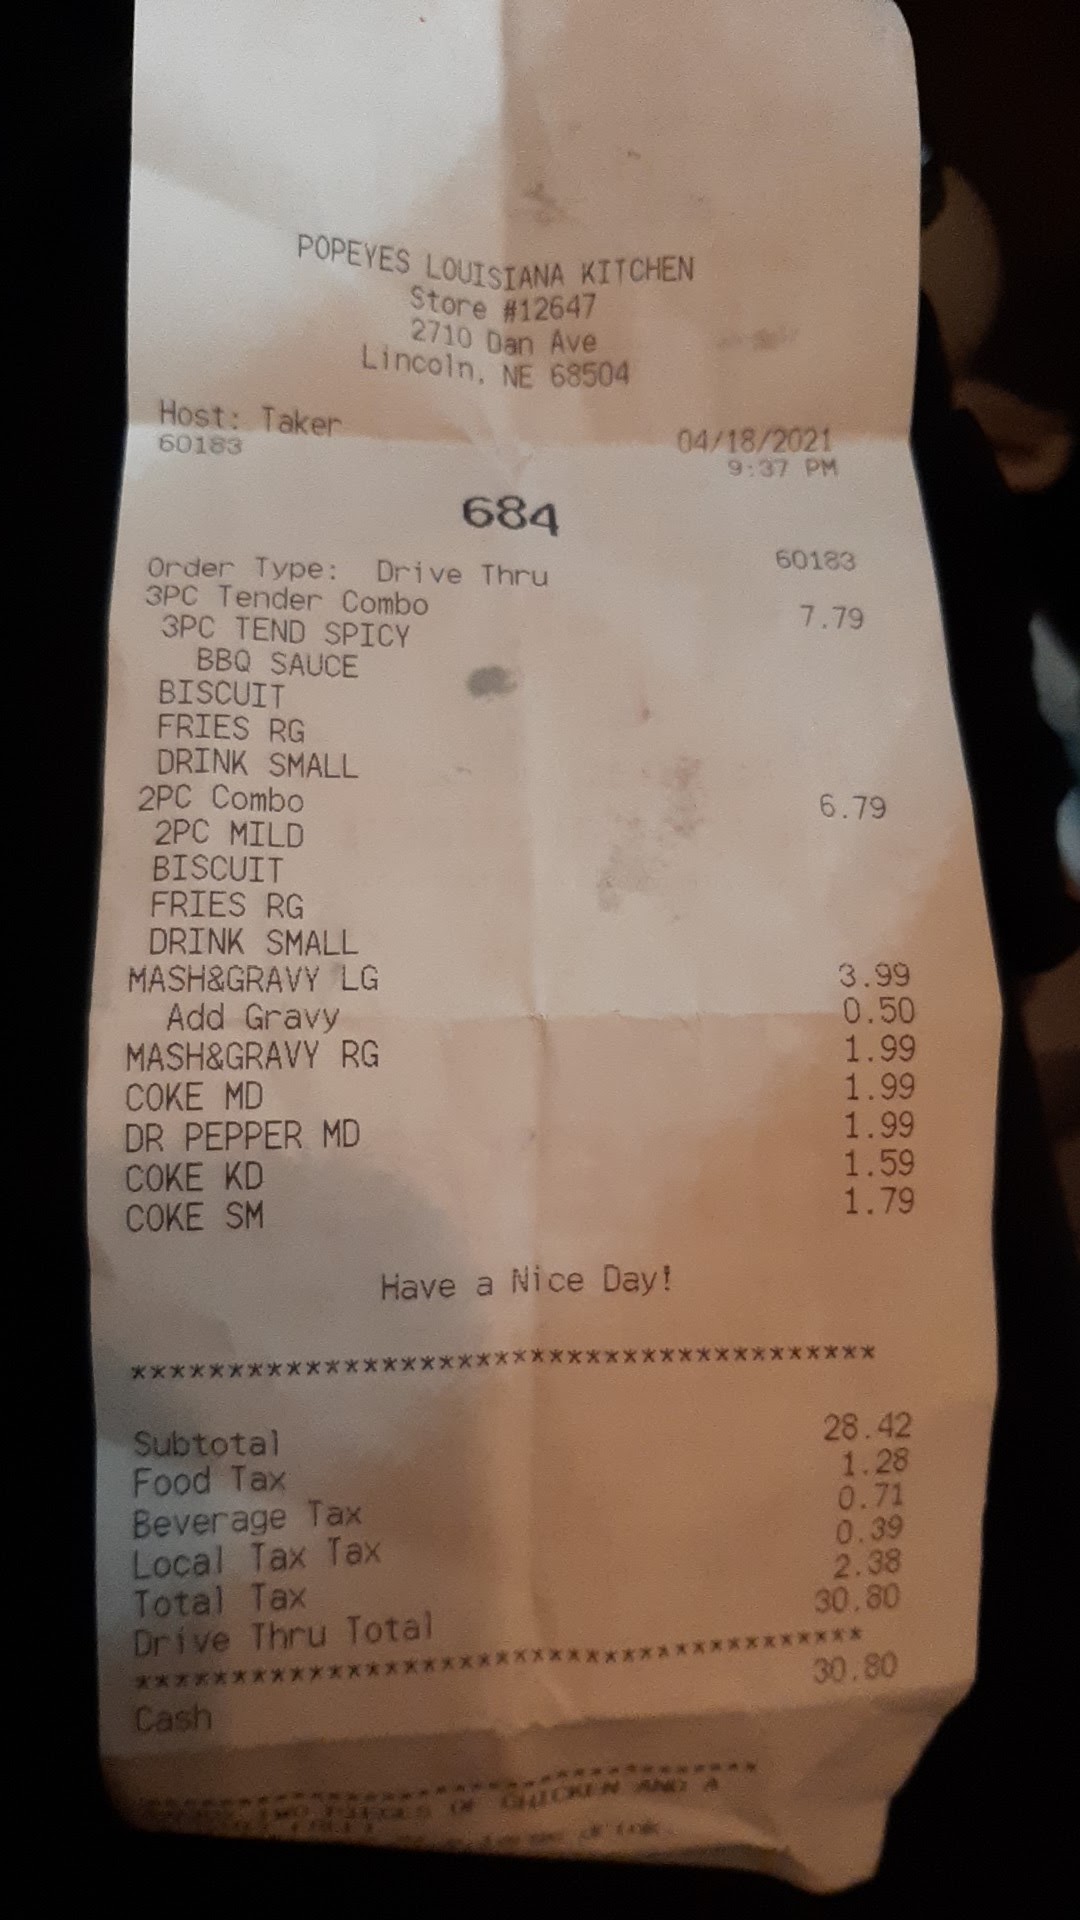 POPEYES LOUISIANA KITCHEN
Store #12647
2710 Dan Ave
Lincoln, NE 68504
Host: Taker 04/18/2021
60183 9:37 PM
684
60183
Order Type: Drive Thru
3PC Tender Combo 7.79
3PC TEND SPICY
BBQ SAUCE
BISCUIT
FRIES RG
DRINK SMALL
2PC Combo 6.79
2PC MILD
BISCUIT
FRIES RG
DRINK SMALL
MASH&GRAVY LG 3.99
Add Gravy 0.50
MASH&GRAVY RG 1.99
COKE MD 1.99
DR PEPPER MD 1.99
COKE KD 1.59
COKE SM 1.79
Have a Nice Day!
***************************************
Subtotal 28.42
Food Tax 1.28
Beverage Tax 0.71
Local Tax Tax 0.39
Total Tax 2.38
Drive Thru Total 30.80
***************************************
Cash 30.80
TWO PIECES OF CHICKEN AND A